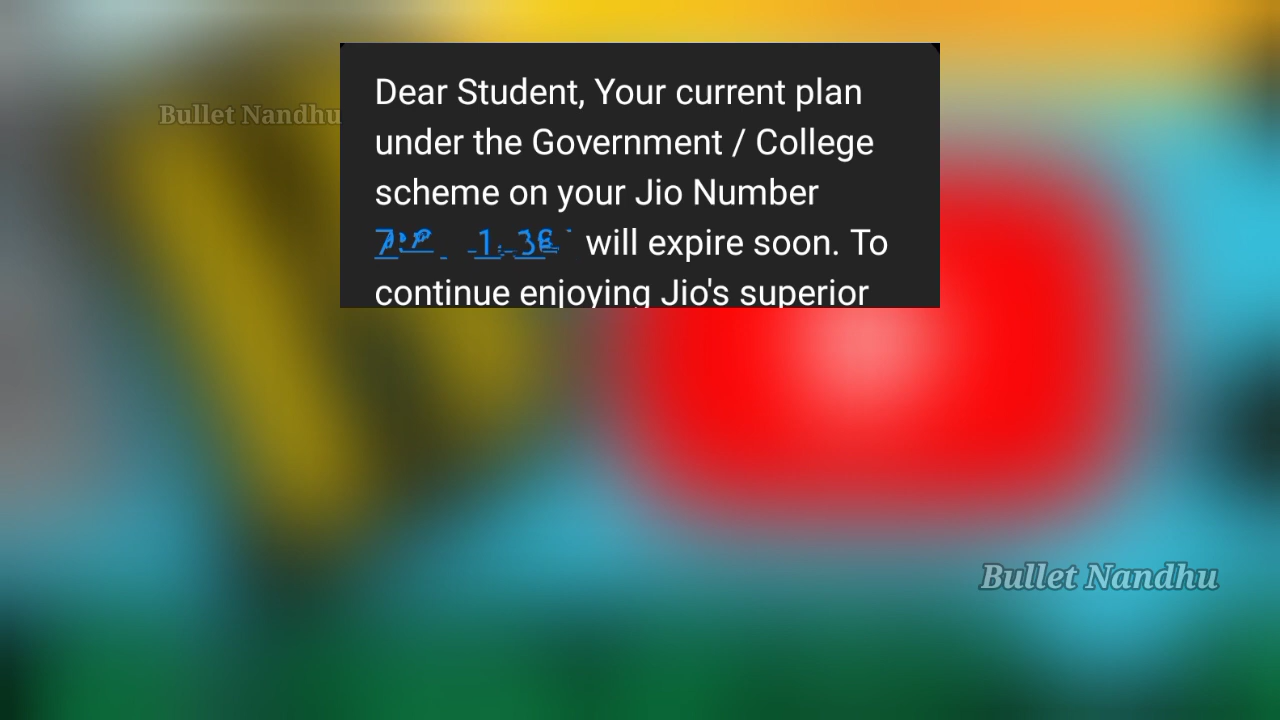 Bullet Nandhu
Dear Student, Your current plan
under the Government / College
scheme on your Jio Number
will expire soon. To
continue enjoying Jio's superior
Bullet Nandhu